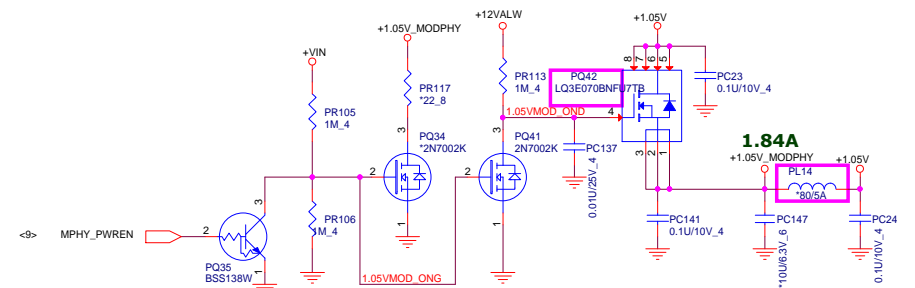 +12VALW
+1.05V
+1.05V_MODPHY
+VIN
8 7 6 5
PQ42
LQ3E070BNFU7TB
PC23
0.1U/10V_4
PR117
*22_8
PR113
1M_4
PR105
1M_4
1.05VMOD_OND
4
3
PQ34
*2N7002K
2
1
3
PQ41
2N7002K
2
1
PC137
0.01U/25V_4
3 2 1
1.84A
+1.05V_MODPHY
+1.05V
PL14
*80/5A
PR106
1M_4
<9>
MPHY_PWREN
2
3
1
PQ35
BSS138W
1.05VMOD_ONG
PC141
0.1U/10V_4
PC147
*10U/6.3V_6
PC24
0.1U/10V_4